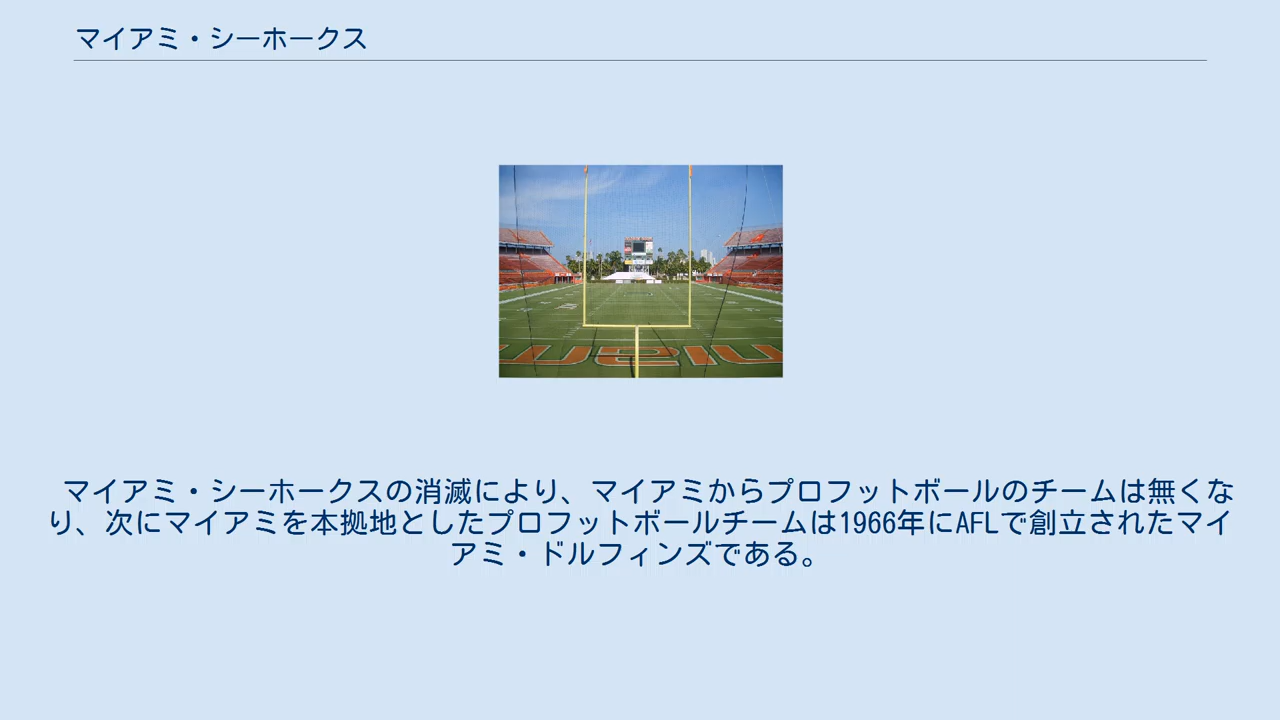 マイアミ・シーホークス
マイアミ・シーホークスの消滅により、マイアミからプロフットボールのチームは無くな
り、次にマイアミを本拠地としたプロフットボールチームは1966年にAFLで創立されたマイ
アミ・ドルフィンズである。